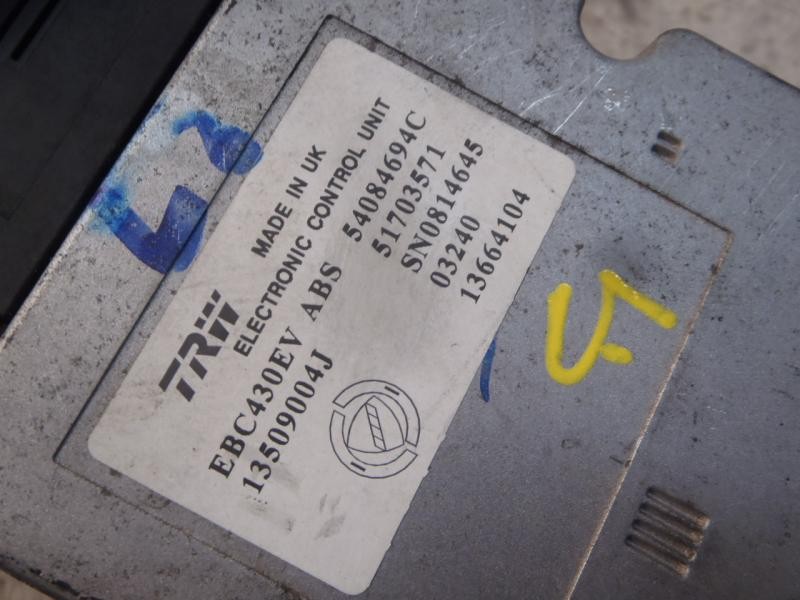 TRW MADE IN UK
ELECTRONIC CONTROL UNIT
EBC430EV ABS 54084694C
13509004J 51703571
SN0814645
03240
13664104